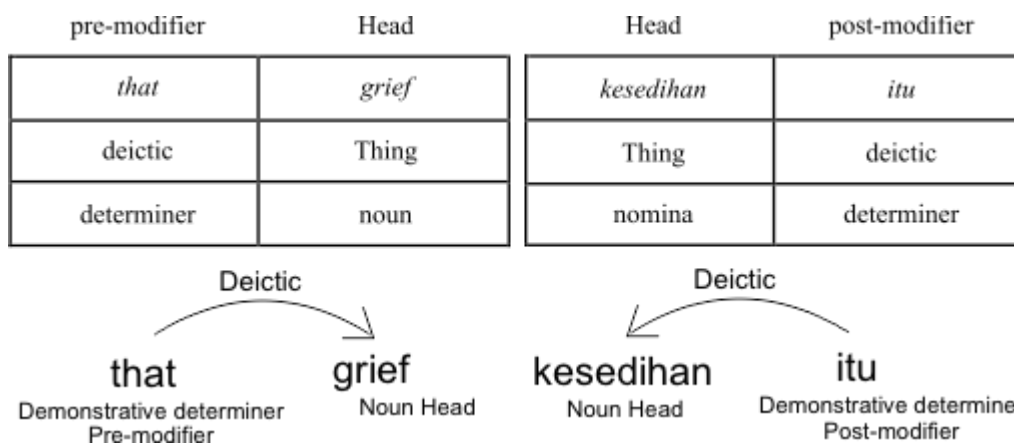 pre-modifier Head Head post-modifier
that grief kesedihan itu
deictic Thing Thing deictic
determiner noun nomina determiner
Deictic Deictic
that grief kesedihan itu
Demonstrative determiner Noun Head Noun Head Demonstrative determine
Pre-modifier Post-modifier